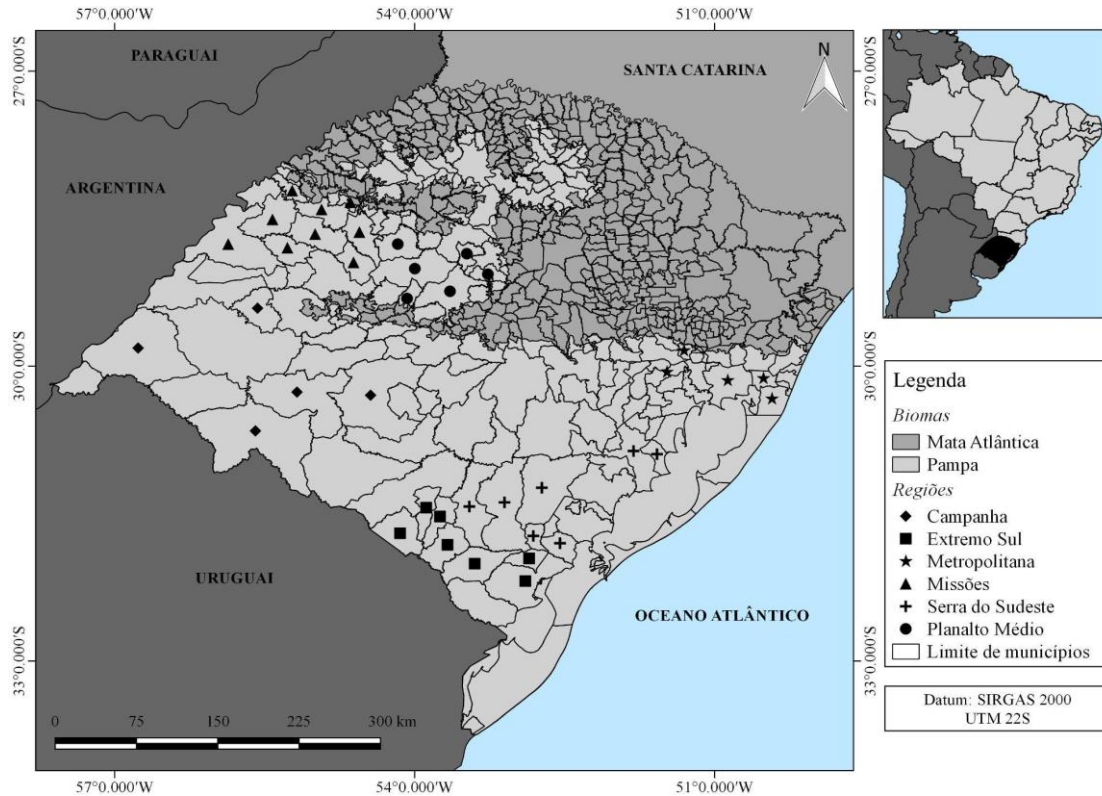 57°0.000'W 54°0.000'W 51°0.000'W
27°0.000'S
30°0.000'S
33°0.000'S
PARAGUAI
SANTA CATARINA
N
ARGENTINA
URUGUAI
OCEANO ATLÂNTICO
0 75 150 225 300 km
57°0.000'W 54°0.000'W 51°0.000'W
27°0.000'S
30°0.000'S
33°0.000'S
Legenda
Biomas
Mata Atlântica
Pampa
Regiões
Campanha
Extremo Sul
Metropolitana
Missões
Serra do Sudeste
Planalto Médio
Limite de municípios
Datum: SIRGAS 2000
UTM 22S